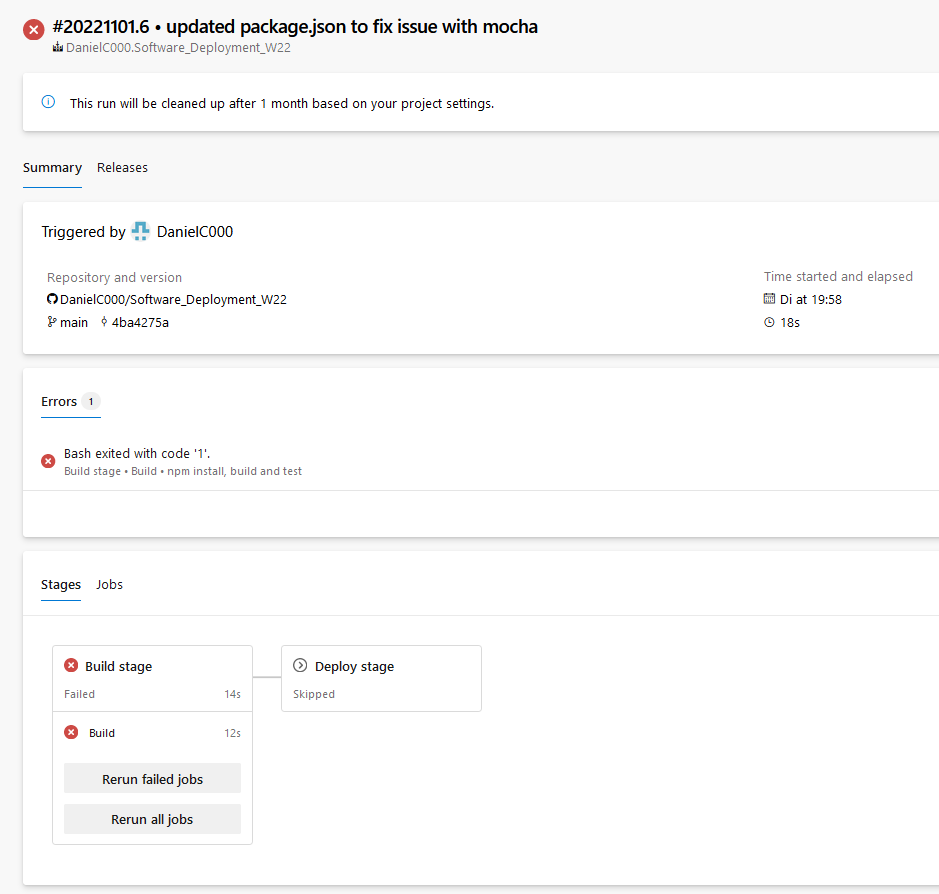 #20221101.6 • updated package.json to fix issue with mocha
DanielC000.Software_Deployment_W22
This run will be cleaned up after 1 month based on your project settings.
Summary Releases
Triggered by DanielC000
Repository and version
DanielC000/Software_Deployment_W22
main 4ba4275a
Time started and elapsed
Di at 19:58
18s
Errors 1
Bash exited with code '1'.
Build stage • Build • npm install, build and test
Stages Jobs
Build stage
Failed 14s
Build 12s
Rerun failed jobs
Rerun all jobs
Deploy stage
Skipped